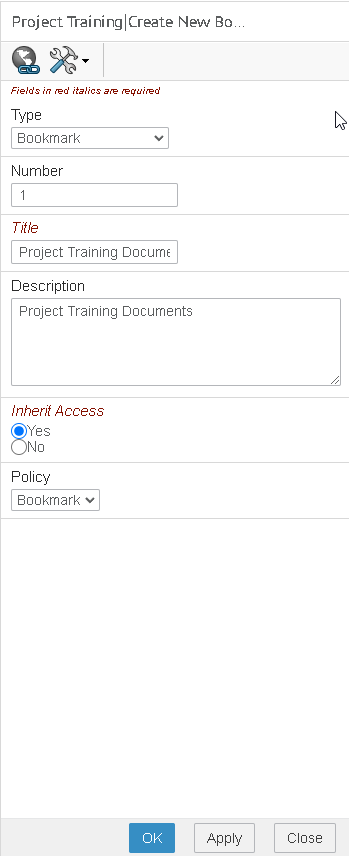 Project Training|Create New Bo...
Fields in red italics are required
Type
Bookmark
Number
1
Title
Project Training Docume
Description
Project Training Documents
Inherit Access
Yes
No
Policy
Bookmark
OK Apply Close